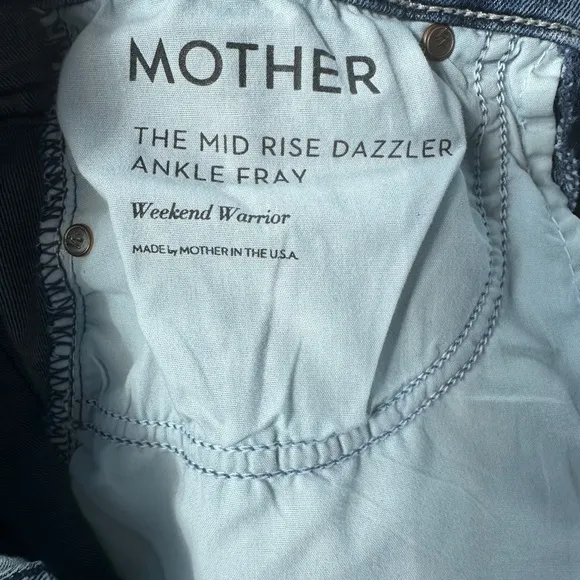 MOTHER
THE MID RISE DAZZLER
ANKLE FRAY
Weekend Warrior
MADE by MOTHER IN THE U.S.A.